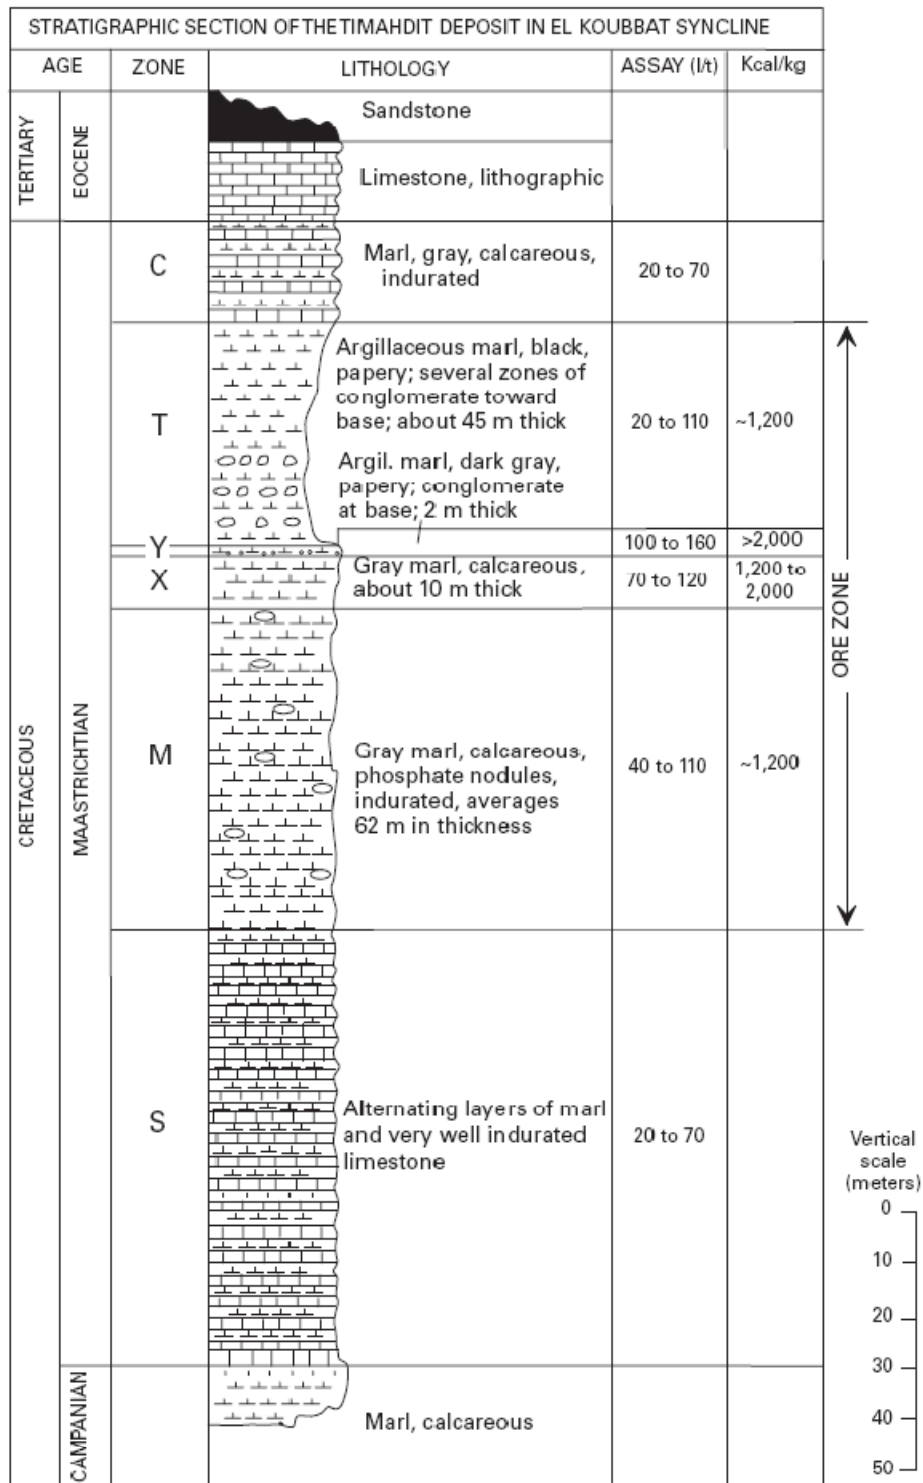 STRATIGRAPHIC SECTION OF THE TIMAHDIT DEPOSIT IN EL KOUBBAT SYNCLINE
AGE
ZONE
LITHOLOGY
ASSAY (l/t)
Kcal/kg
TERTIARY
EOCENE
Sandstone
Limestone, lithographic
C
Marl, gray, calcareous,
indurated
20 to 70
T
Argillaceous marl, black,
papery; several zones of
conglomerate toward
base; about 45 m thick
20 to 110
~1,200
Y
Argil. marl, dark gray,
papery; conglomerate
at base; 2 m thick
100 to 160
>2,000
X
Gray marl, calcareous,
about 10 m thick
70 to 120
1,200 to
2,000
ORE ZONE
CRETACEOUS
MAASTRICHTIAN
M
Gray marl, calcareous,
phosphate nodules,
indurated, averages
62 m in thickness
40 to 110
~1,200
S
Alternating layers of marl
and very well indurated
limestone
20 to 70
CAMPANIAN
Marl, calcareous
Vertical
scale
(meters)
0
10
20
30
40
50